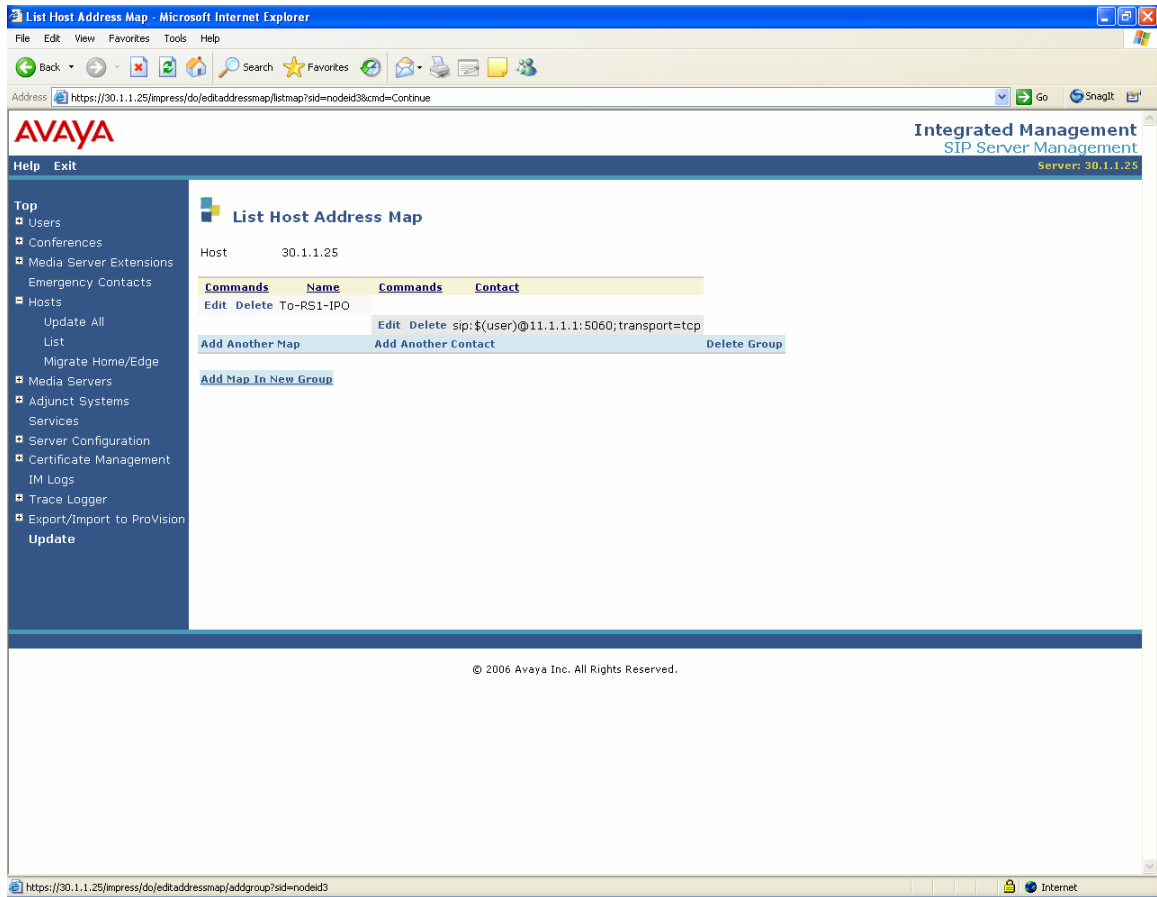 List Host Address Map - Microsoft Internet Explorer
File Edit View Favorites Tools Help
Back Search Favorites
Address https://30.1.1.25/impress/do/editaddressmap/listmap?sid=nodeid3&cmd=Continue Go SnagIt
AVAYA
Integrated Management
SIP Server Management
Help Exit
Server: 30.1.1.25
Top
Users
Conferences
Media Server Extensions
Emergency Contacts
Hosts
Update All
List
Migrate Home/Edge
Media Servers
Adjunct Systems
Services
Server Configuration
Certificate Management
IM Logs
Trace Logger
Export/Import to ProVision
Update
List Host Address Map
Host 30.1.1.25
Commands Name Commands Contact
Edit Delete To-RS1-IPO
Edit Delete sip:$(user)@11.1.1.1:5060;transport=tcp
Add Another Map Add Another Contact Delete Group
Add Map In New Group
© 2006 Avaya Inc. All Rights Reserved.
https://30.1.1.25/impress/do/editaddressmap/addgroup?sid=nodeid3 Internet